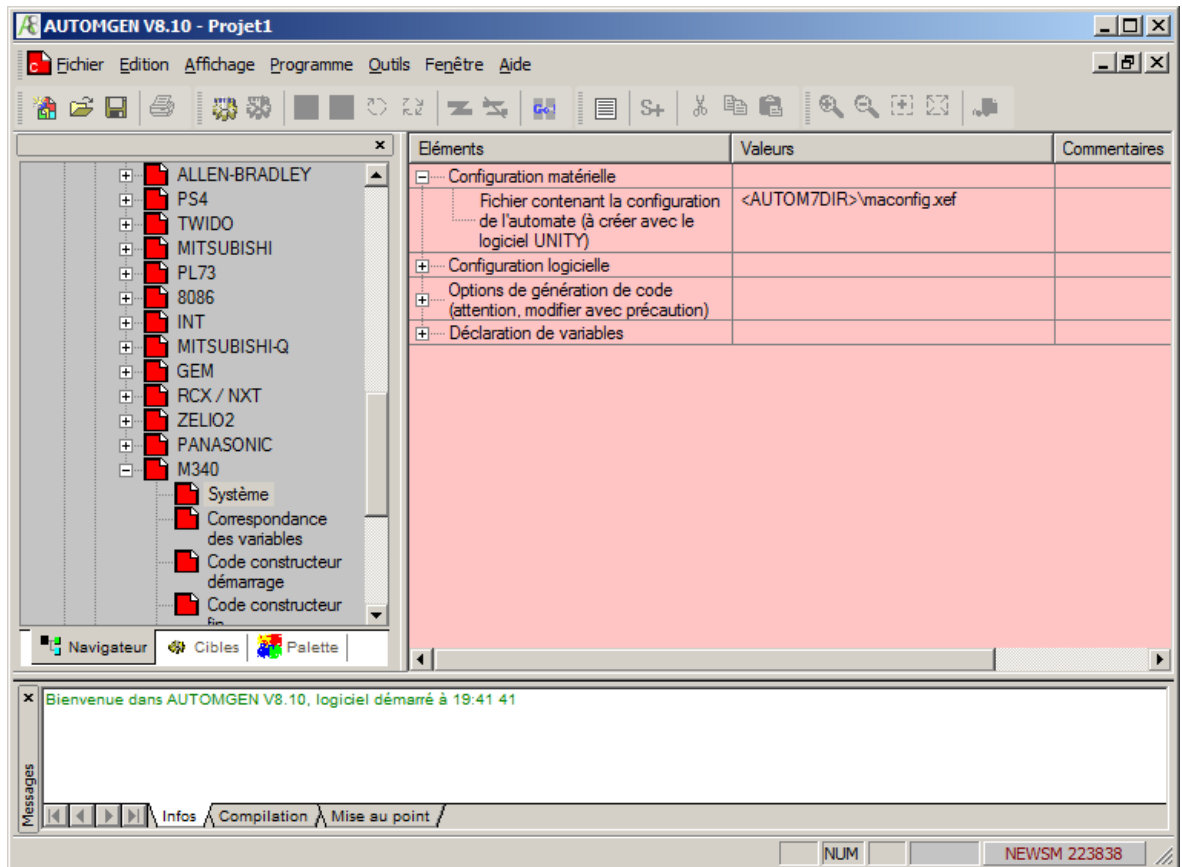 AUTOMGEN V8.10 - Projet1
Fichier Edition Affichage Programme Outils Fenêtre Aide
Go!
S+
ALLEN-BRADLEY
PS4
TWIDO
MITSUBISHI
PL73
8086
INT
MITSUBISHI-Q
GEM
RCX / NXT
ZELIO2
PANASONIC
M340
Système
Correspondance
des variables
Code constructeur
démarrage
Code constructeur
fin
Navigateur Cibles Palette
Eléments Valeurs Commentaires
Configuration matérielle
Fichier contenant la configuration
de l'automate (à créer avec le
logiciel UNITY)
<AUTOM7DIR>\maconfig.xef
Configuration logicielle
Options de génération de code
(attention, modifier avec précaution)
Déclaration de variables
Bienvenue dans AUTOMGEN V8.10, logiciel démarré à 19:41 41
Messages
Infos Compilation Mise au point
NUM NEWSM 223838